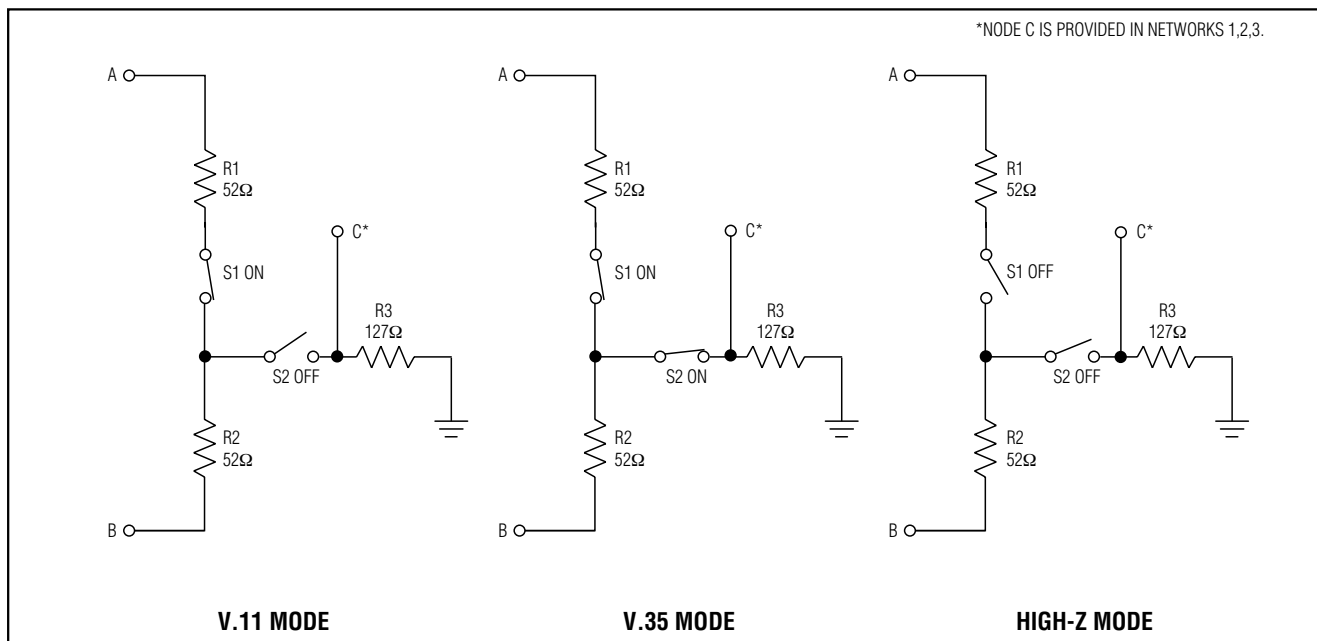 *NODE C IS PROVIDED IN NETWORKS 1,2,3.
A
R1
52Ω
C*
S1 ON
R3
127Ω
S2 OFF
R2
52Ω
B
V.11 MODE
A
R1
52Ω
C*
S1 ON
R3
127Ω
S2 ON
R2
52Ω
B
V.35 MODE
A
R1
52Ω
C*
S1 OFF
R3
127Ω
S2 OFF
R2
52Ω
B
HIGH-Z MODE